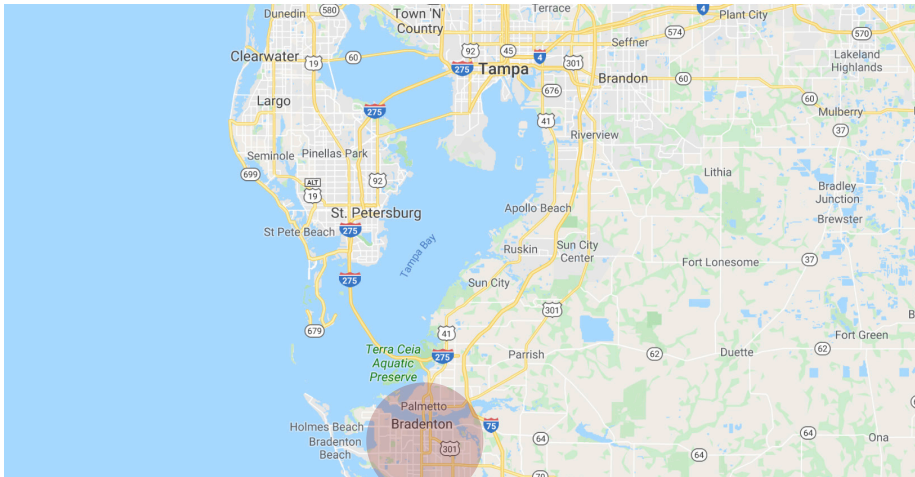 Dunedin
580
Town 'N'
Country
Terrace
4
Plant City
Clearwater
19
60
92
275
45
4
Tampa
301
Seffner
574
570
Lakeland
Highlands
Brandon
60
676
Largo
275
41
60
Mulberry
37
Riverview
Seminole
Pinellas Park
699
ALT
19
92
Lithia
Bradley
Junction
St. Petersburg
Apollo Beach
Brewster
St Pete Beach
275
Tampa Bay
Ruskin
Sun City
Center
Fort Lonesome
37
275
Sun City
301
679
41
Fort Green
Terra Ceia
Aquatic
Preserve
275
Parrish
62
Duette
62
Palmetto
Holmes Beach
Bradenton
75
Bradenton
Beach
301
64
64
Ona
70